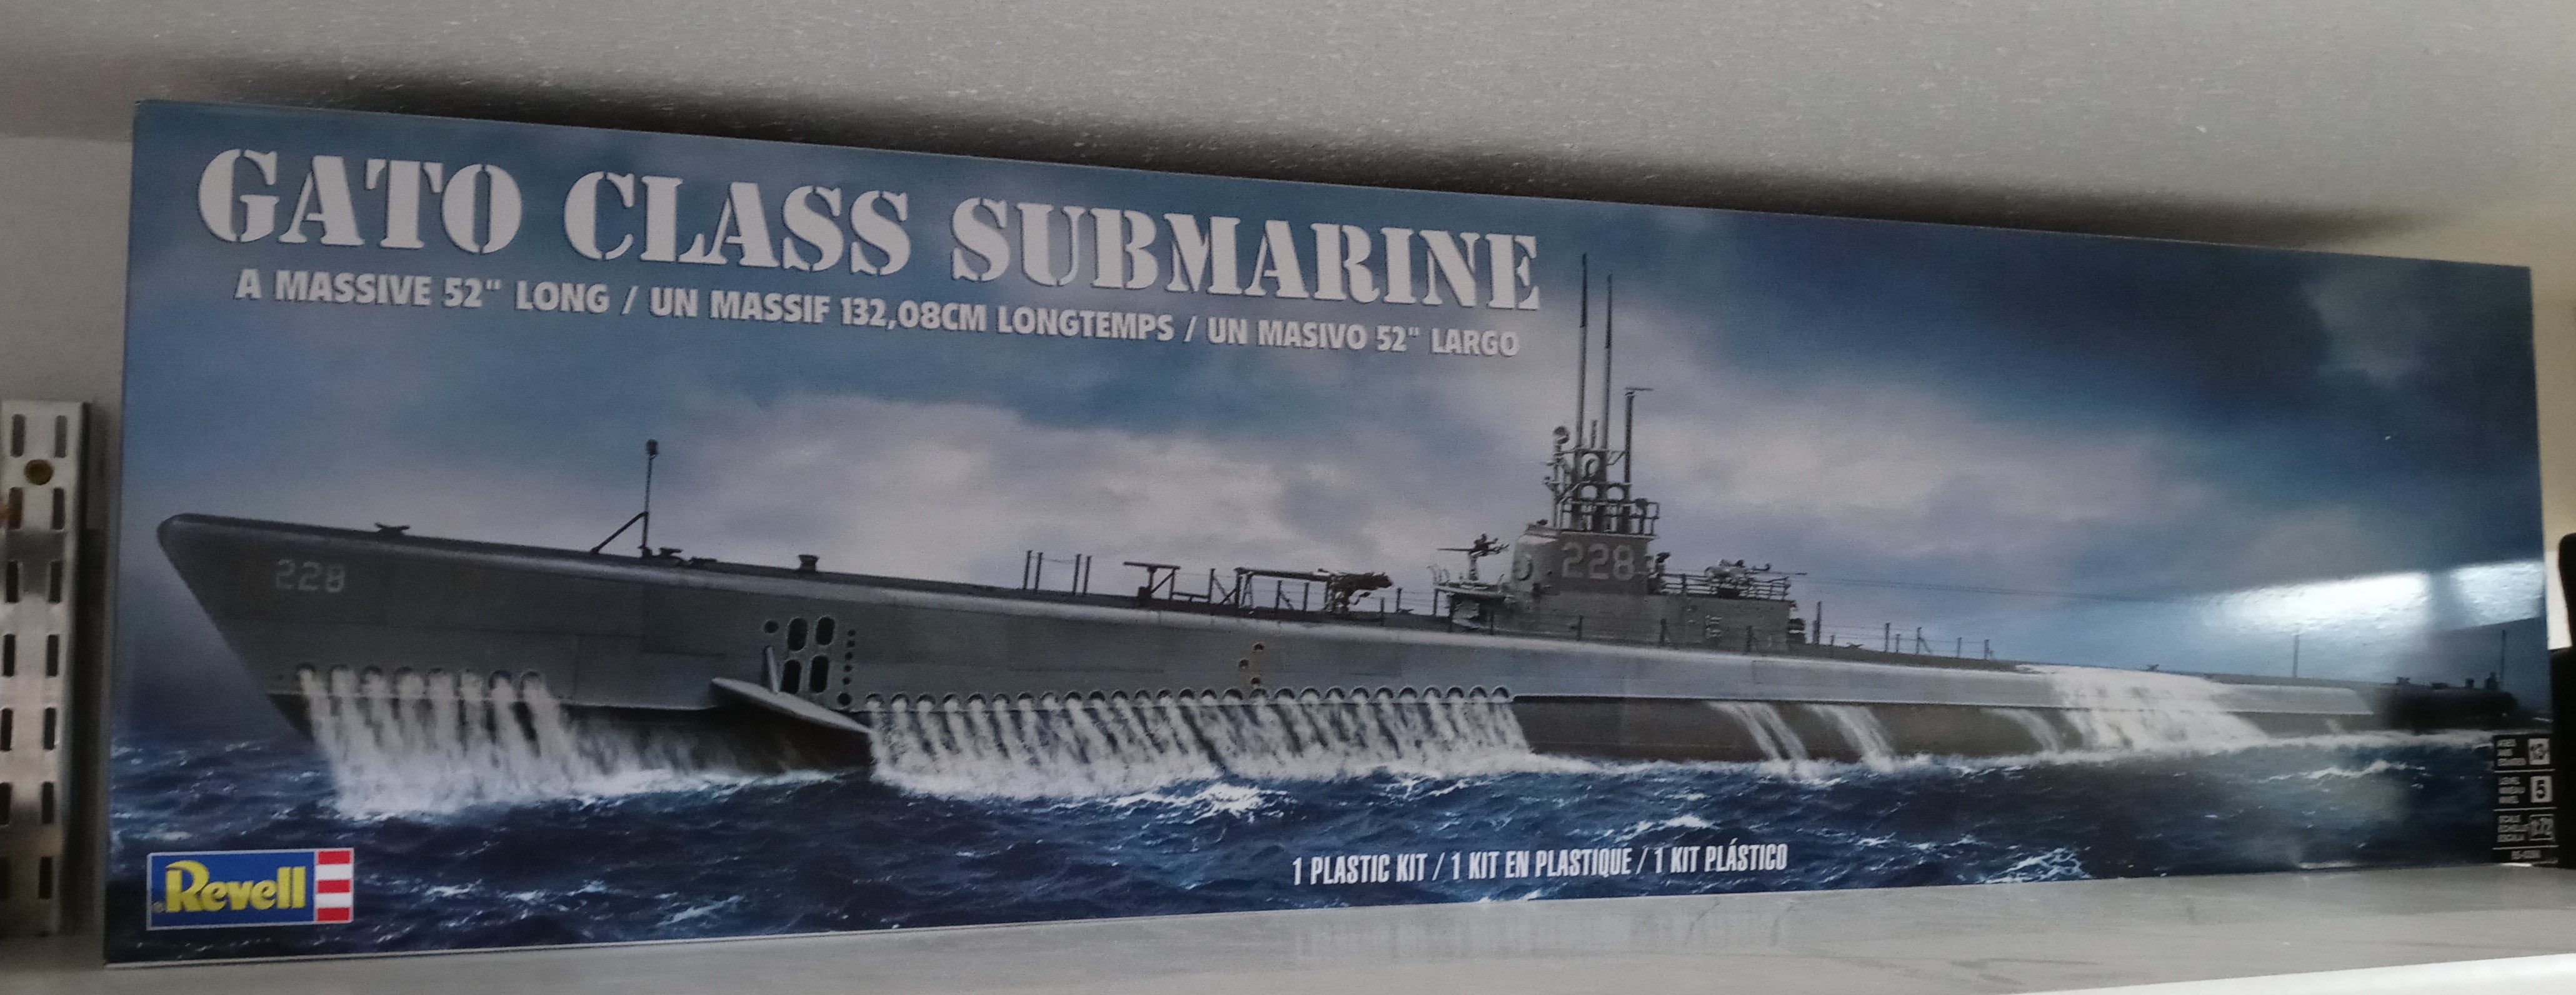 GATO CLASS SUBMARINE
A MASSIVE 52" LONG / UN MASSIF 132,08CM LONGTEMPS / UN MASIVO 52" LARGO
228
228
Revell
1 PLASTIC KIT / 1 KIT EN PLASTIQUE / 1 KIT PLÁSTICO
5